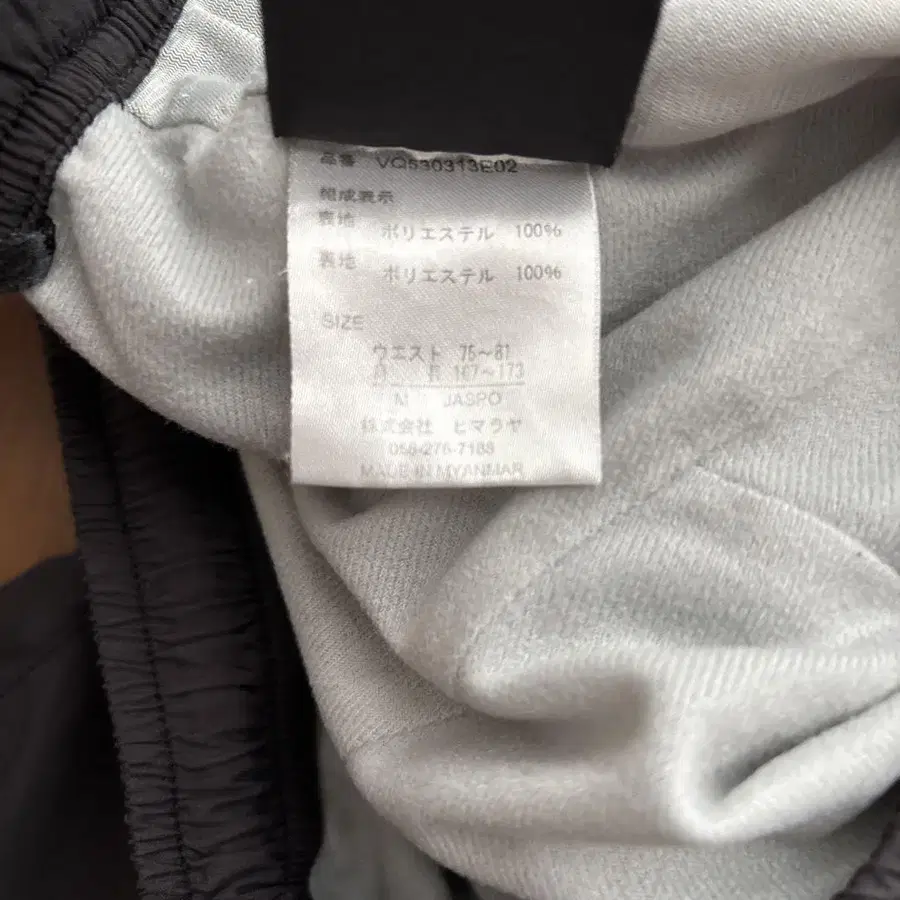 品番 VQ530313E02
組成表示
表地 ポリエステル 100%
裏地 ポリエステル 100%
SIZE
ウエスト 76~81
身 長 167~173
M JASPO
株式会社 ヒマラヤ
058-276-7188
MADE IN MYANMAR